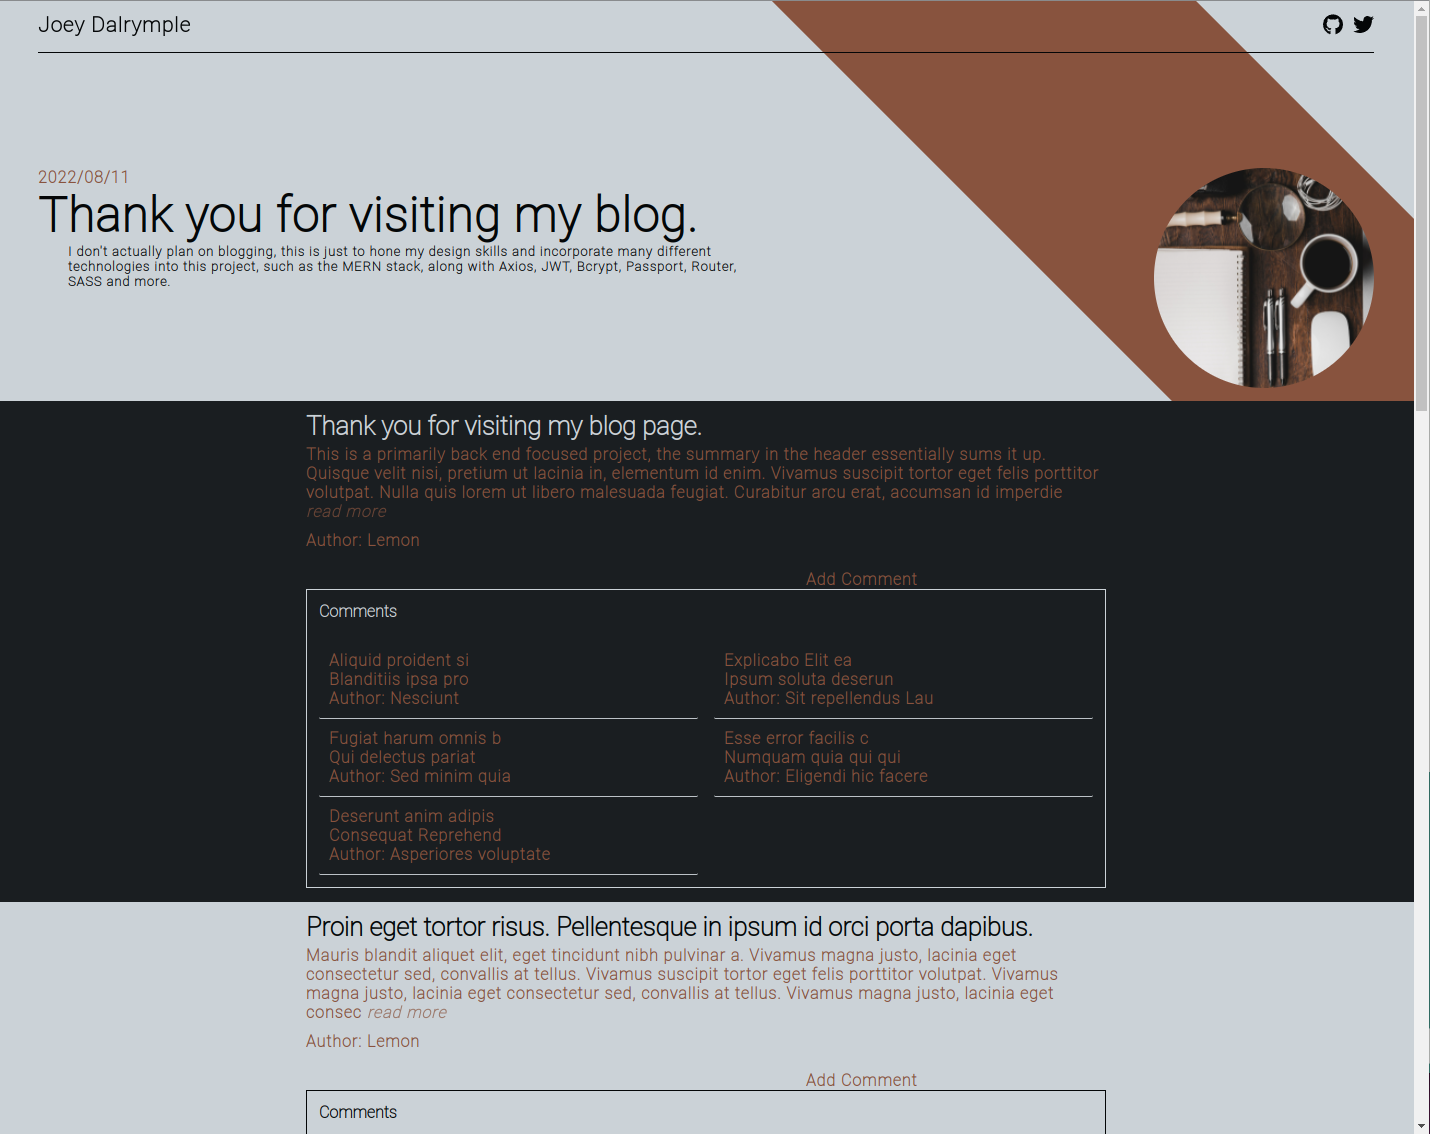 Joey Dalrymple
2022/08/11
Thank you for visiting my blog.
I don't actually plan on blogging, this is just to hone my design skills and incorporate many different
technologies into this project, such as the MERN stack, along with Axios, JWT, Bcrypt, Passport, Router,
SASS and more.
Thank you for visiting my blog page.
This is a primarily back end focused project, the summary in the header essentially sums it up.
Quisque velit nisi, pretium ut lacinia in, elementum id enim. Vivamus suscipit tortor eget felis porttitor
volutpat. Nulla quis lorem ut libero malesuada feugiat. Curabitur arcu erat, accumsan id imperdie
read more
Author: Lemon
Add Comment
Comments
Aliquid proident si
Blanditiis ipsa pro
Author: Nesciunt
Explicabo Elit ea
Ipsum soluta deserun
Author: Sit repellendus Lau
Fugiat harum omnis b
Qui delectus pariat
Author: Sed minim quia
Esse error facilis c
Numquam quia qui qui
Author: Eligendi hic facere
Deserunt anim adipis
Consequat Reprehend
Author: Asperiores voluptate
Proin eget tortor risus. Pellentesque in ipsum id orci porta dapibus.
Mauris blandit aliquet elit, eget tincidunt nibh pulvinar a. Vivamus magna justo, lacinia eget
consectetur sed, convallis at tellus. Vivamus suscipit tortor eget felis porttitor volutpat. Vivamus
magna justo, lacinia eget consectetur sed, convallis at tellus. Vivamus magna justo, lacinia eget
consec read more
Author: Lemon
Add Comment
Comments